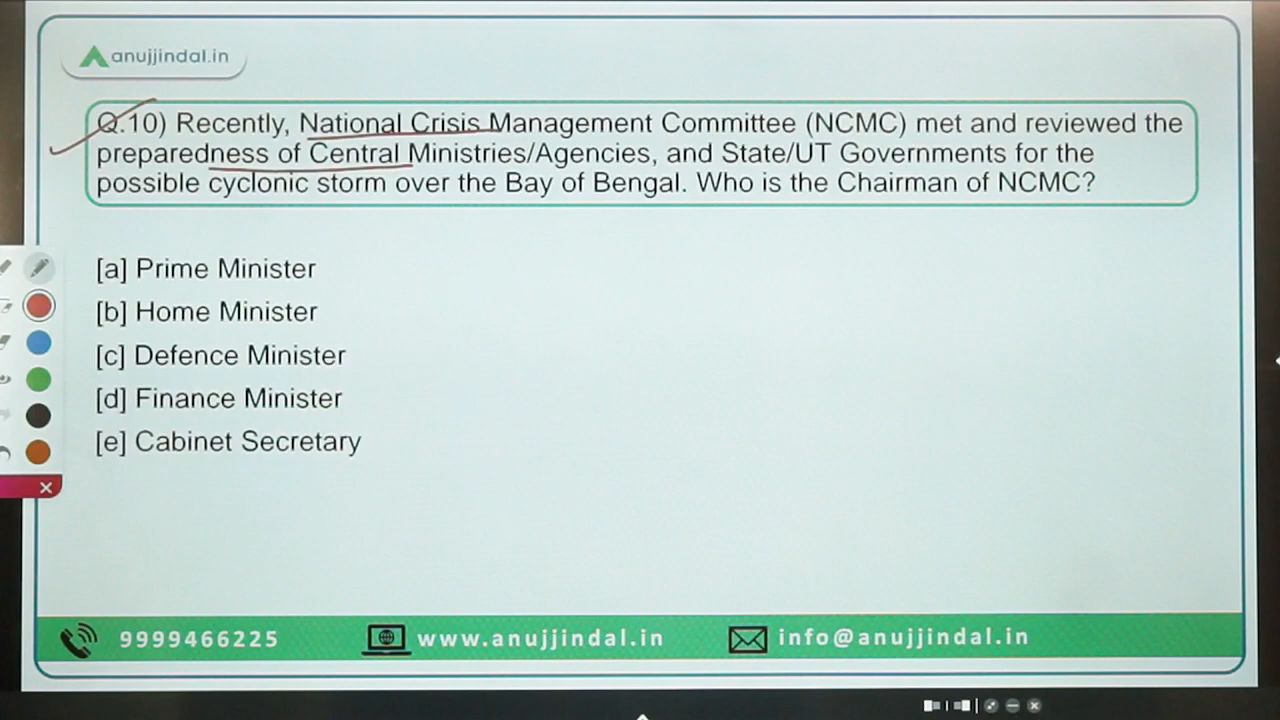 anujjindal.in
Q.10) Recently, National Crisis Management Committee (NCMC) met and reviewed the
preparedness of Central Ministries/Agencies, and State/UT Governments for the
possible cyclonic storm over the Bay of Bengal. Who is the Chairman of NCMC?
[a] Prime Minister
[b] Home Minister
[c] Defence Minister
[d] Finance Minister
[e] Cabinet Secretary
9999466225
www.anujjindal.in
info@anujjindal.in